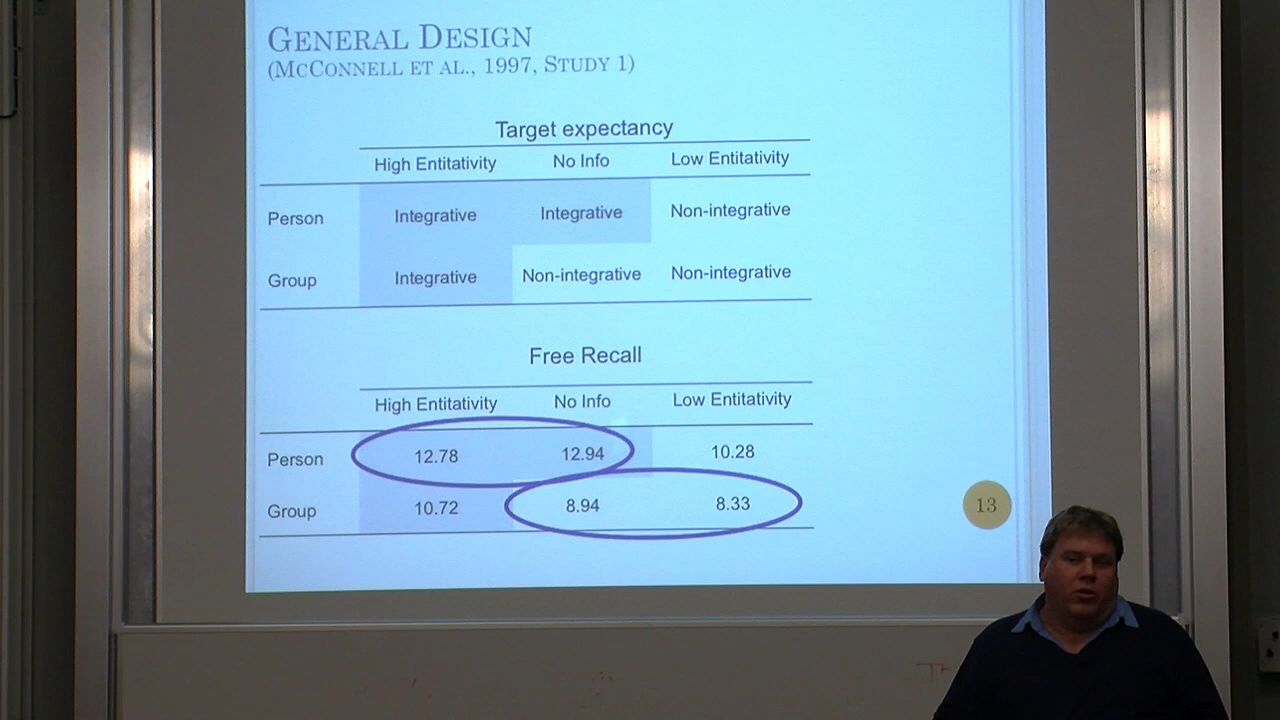 GENERAL DESIGN
(MCCONNELL ET AL., 1997, STUDY 1)
Target expectancy
High Entitativity No Info Low Entitativity
Person Integrative Integrative Non-integrative
Group Integrative Non-integrative Non-integrative
Free Recall
High Entitativity No Info Low Entitativity
Person 12.78 12.94 10.28
Group 10.72 8.94 8.33
13